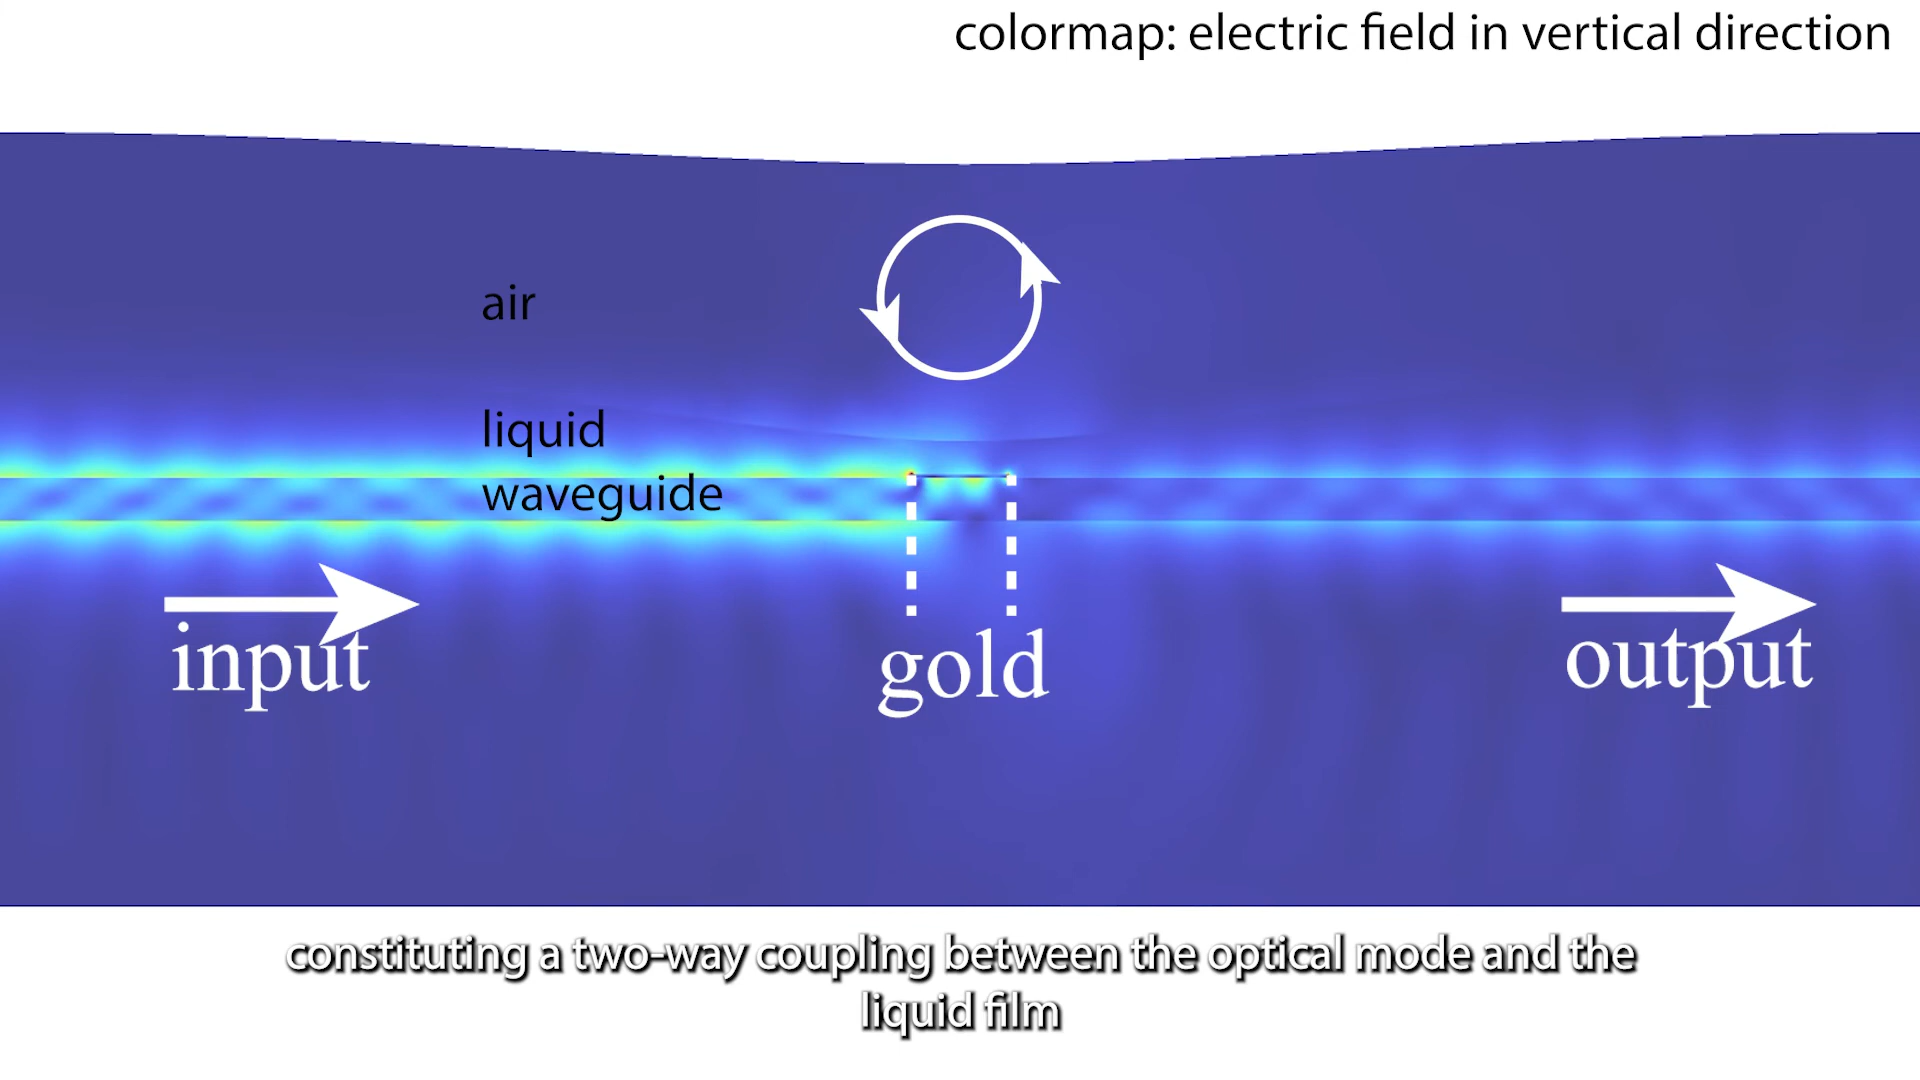 colormap: electric field in vertical direction
air
liquid
waveguide
input
gold
output
constituting a two-way coupling between the optical mode and the
liquid film